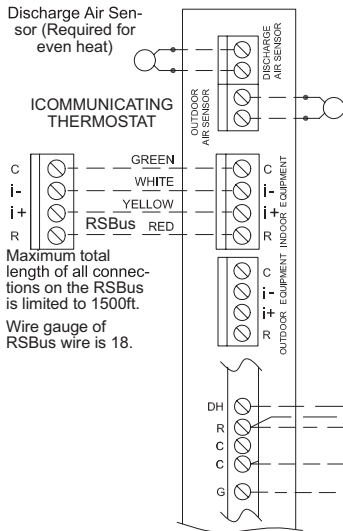 Discharge Air Sen-
sor (Required for
even heat)
DISCHARGE
AIR SENSOR
OUTDOOR
AIR SENSOR
ICOMMUNICATING
THERMOSTAT
C GREEN C
i- WHITE i-
i+ YELLOW i+
R RSBus RED R
INDOOR EQUIPMENT
Maximum total
length of all connec-
tions on the RSBus
is limited to 1500ft.
Wire gauge of
RSBus wire is 18.
C
i-
i+
R
OUTDOOR EQUIPMENT
DH
R
C
C
G